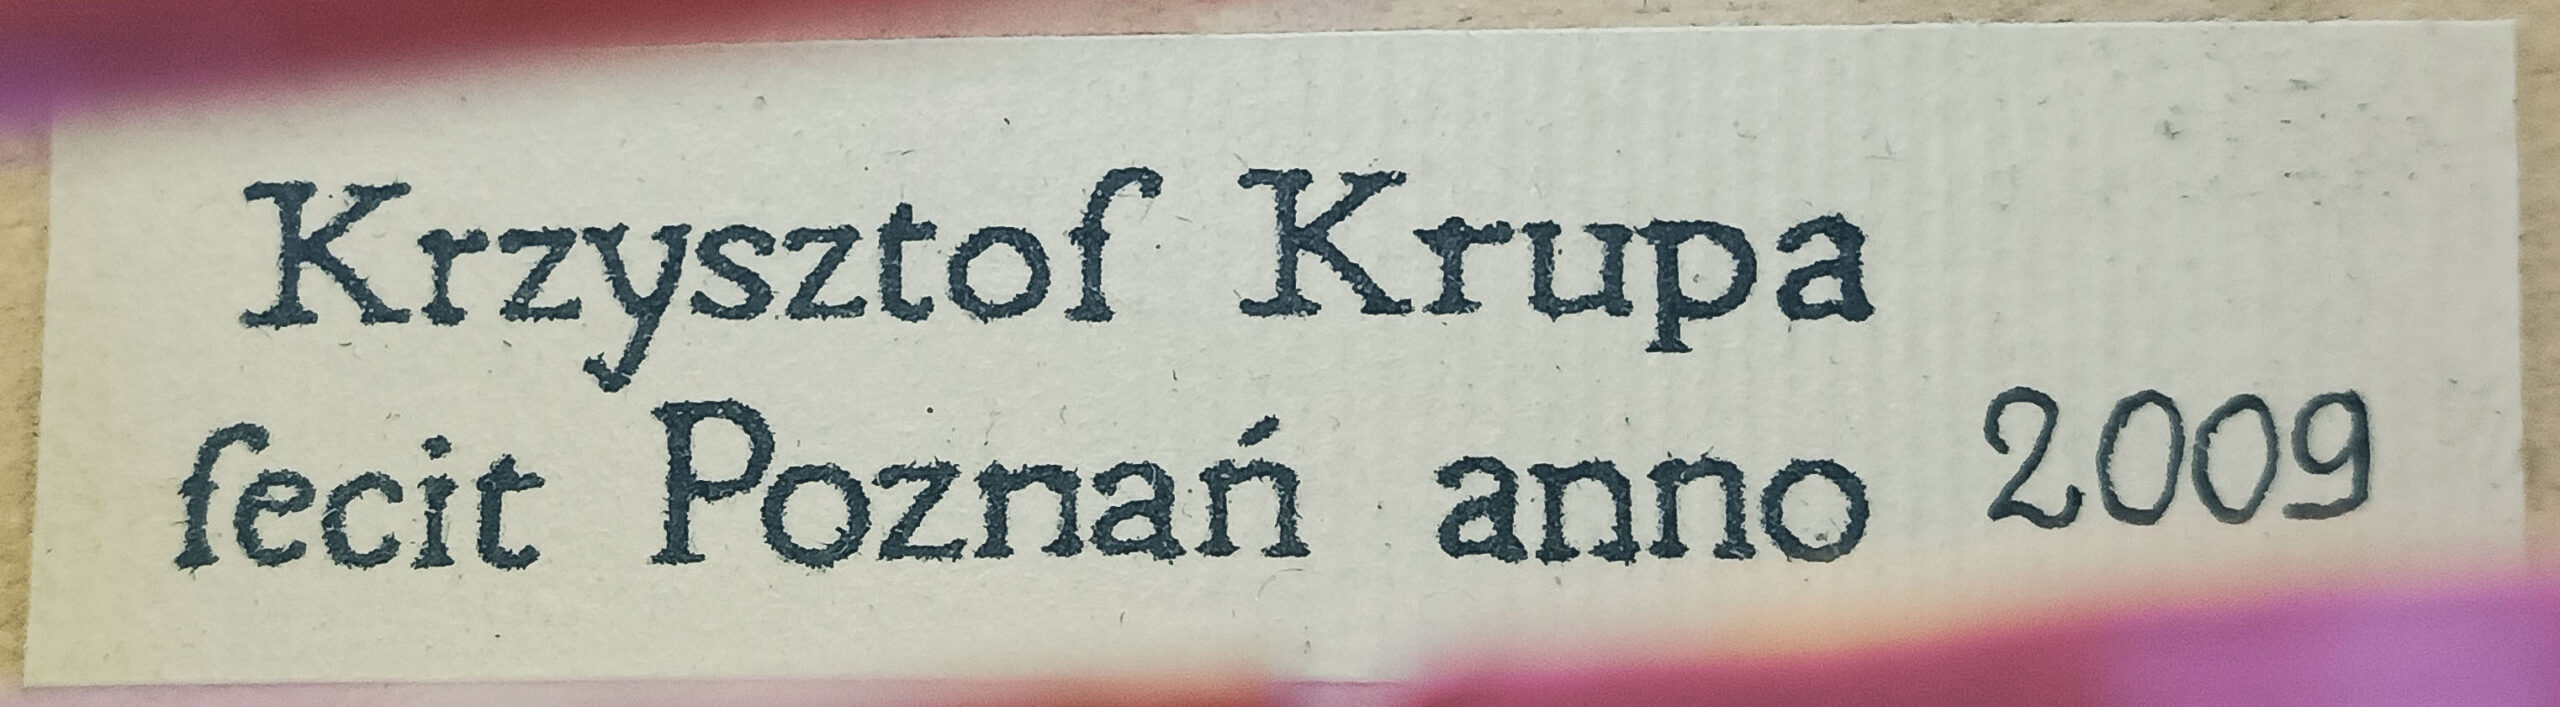 Krzysztof Krupa
fecit Poznań anno 2009